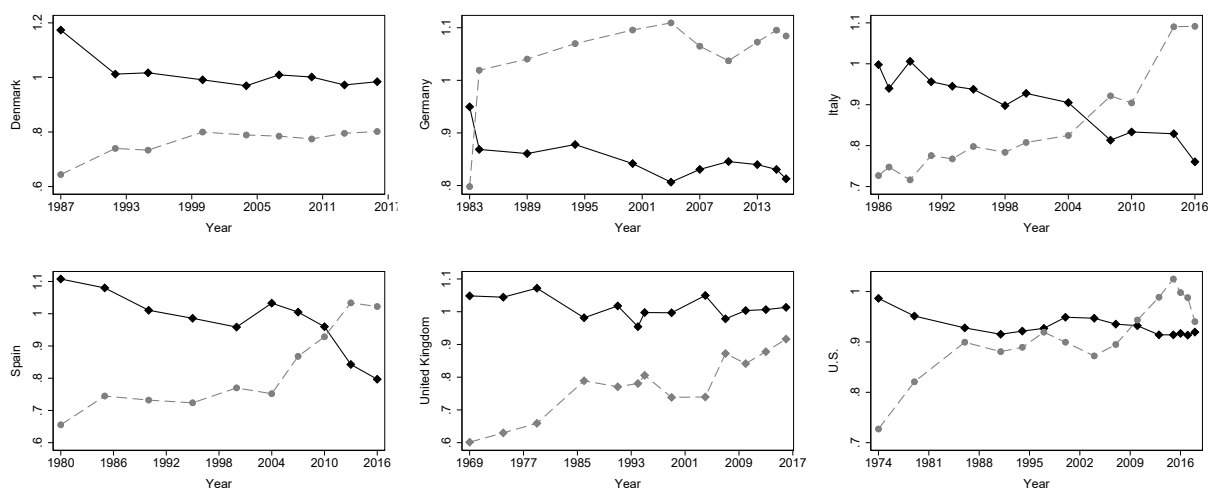 Denmark
1.2
1
.8
.6
1987 1993 1999 2005 2011 2017
Year
Germany
1.1
1
.9
.8
1983 1989 1995 2001 2007 2013
Year
Italy
1.1
1
.9
.8
.7
1986 1992 1998 2004 2010 2016
Year
Spain
1.1
1
.9
.8
.7
.6
1980 1986 1992 1998 2004 2010 2016
Year
United Kingdom
1.1
1
.9
.8
.7
.6
1969 1977 1985 1993 2001 2009 2017
Year
U.S.
1
.9
.8
.7
1974 1981 1988 1995 2002 2009 2016
Year